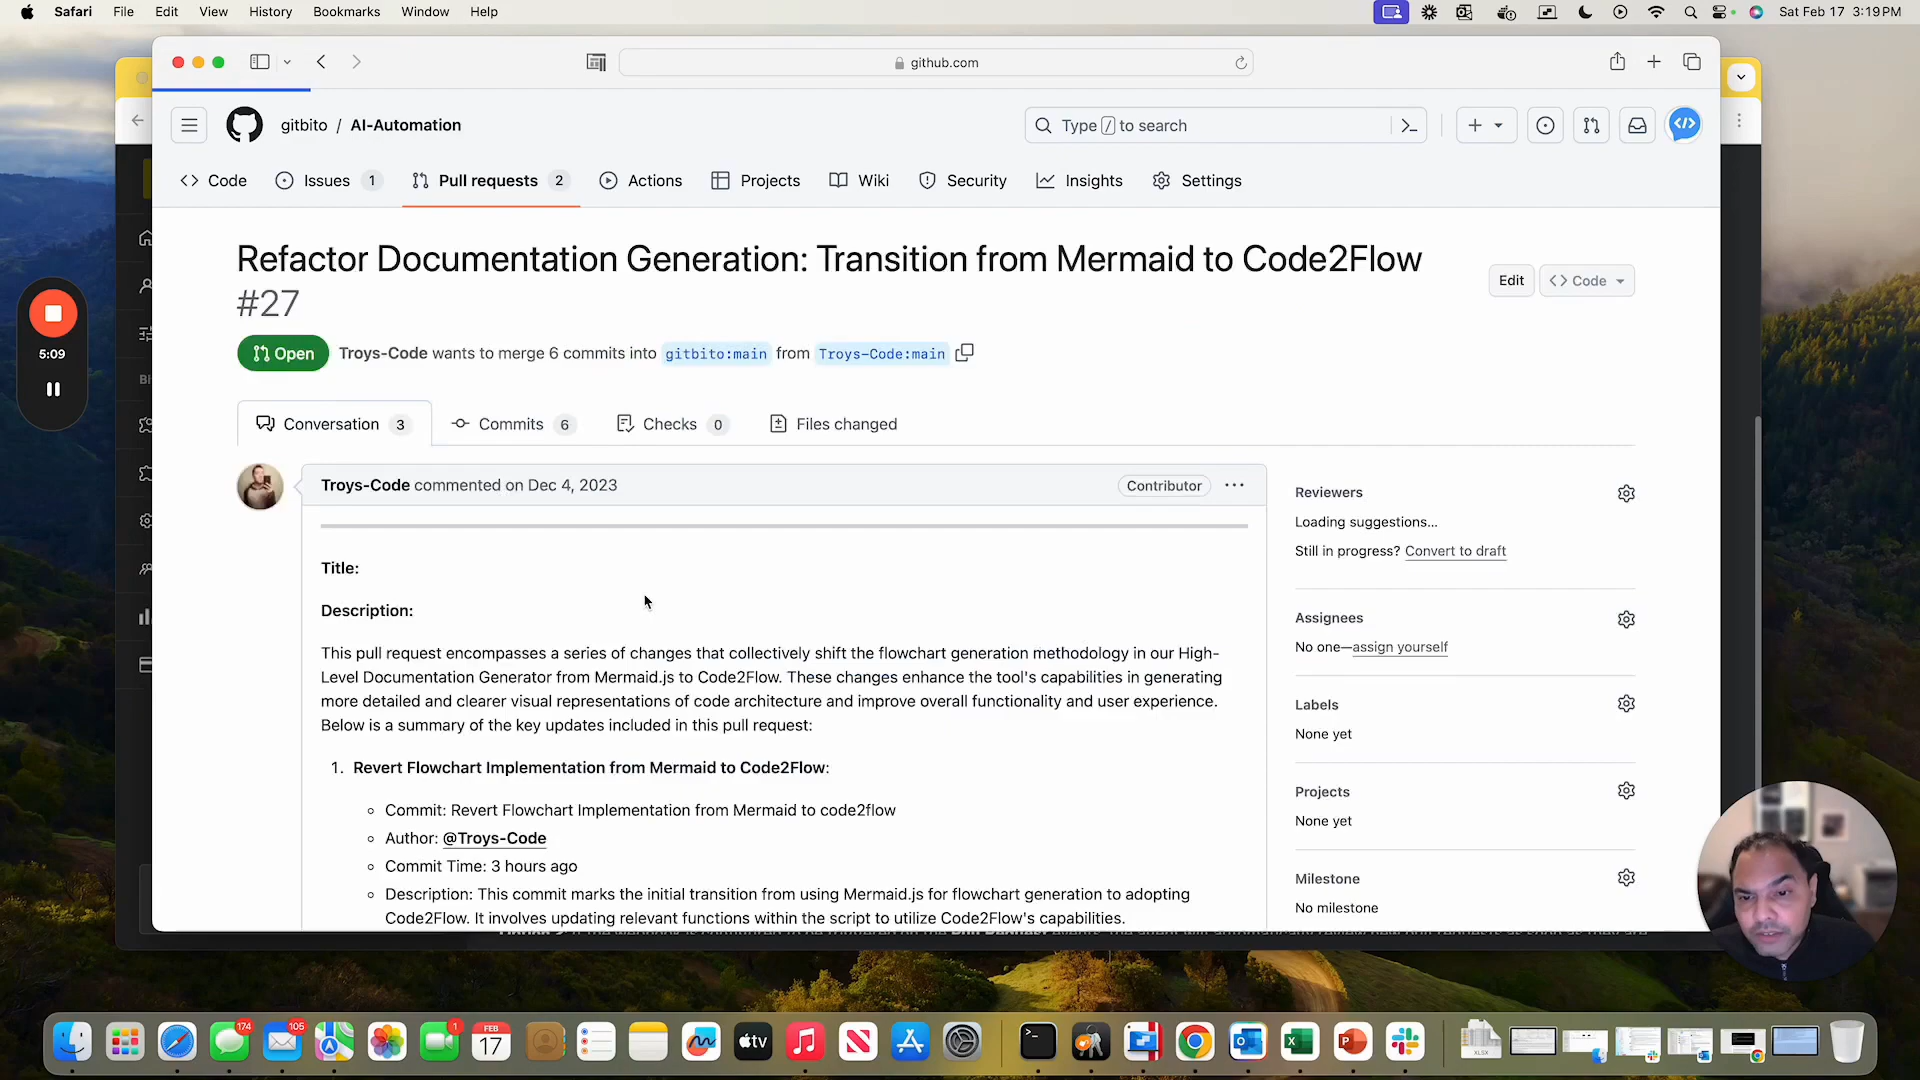 Safari File Edit View History Bookmarks Window Help
Sat Feb 17 3:19 PM
github.com
gitbito / AI-Automation
Type / to search
Code
Issues 1
Pull requests 2
Actions
Projects
Wiki
Security
Insights
Settings
Refactor Documentation Generation: Transition from Mermaid to Code2Flow
#27
Edit
Code
Open
Troys-Code wants to merge 6 commits into gitbito:main from Troys-Code:main
5:09
Conversation 3
Commits 6
Checks 0
Files changed
Troys-Code commented on Dec 4, 2023
Contributor
Title:
Description:
This pull request encompasses a series of changes that collectively shift the flowchart generation methodology in our High-
Level Documentation Generator from Mermaid.js to Code2Flow. These changes enhance the tool's capabilities in generating
more detailed and clearer visual representations of code architecture and improve overall functionality and user experience.
Below is a summary of the key updates included in this pull request:
1. Revert Flowchart Implementation from Mermaid to Code2Flow:
Commit: Revert Flowchart Implementation from Mermaid to code2flow
Author: @Troys-Code
Commit Time: 3 hours ago
Description: This commit marks the initial transition from using Mermaid.js for flowchart generation to adopting
Code2Flow. It involves updating relevant functions within the script to utilize Code2Flow's capabilities.
Reviewers
Loading suggestions...
Still in progress? Convert to draft
Assignees
No one—assign yourself
Labels
None yet
Projects
None yet
Milestone
No milestone
174
105
1
FEB
17
tv
XLSX